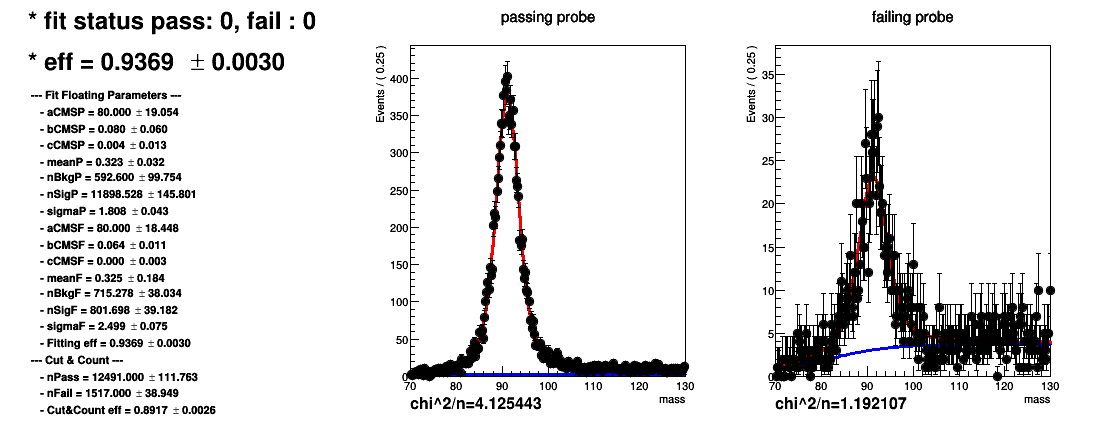 * fit status pass: 0, fail : 0
* eff = 0.9369 ± 0.0030
--- Fit Floating Parameters ---
- aCMSP = 80.000 ± 19.054
- bCMSP = 0.080 ± 0.060
- cCMSP = 0.004 ± 0.013
- meanP = 0.323 ± 0.032
- nBkgP = 592.600 ± 99.754
- nSigP = 11898.528 ± 145.801
- sigmaP = 1.808 ± 0.043
- aCMSF = 80.000 ± 18.448
- bCMSF = 0.064 ± 0.011
- cCMSF = 0.000 ± 0.003
- meanF = 0.325 ± 0.184
- nBkgF = 715.278 ± 38.034
- nSigF = 801.698 ± 39.182
- sigmaF = 2.499 ± 0.075
- Fitting eff = 0.9369 ± 0.0030
--- Cut & Count ---
- nPass = 12491.000 ± 111.763
- nFail = 1517.000 ± 38.949
- Cut&Count eff = 0.8917 ± 0.0026
passing probe
Events / ( 0.25 )
400
350
300
250
200
150
100
50
0
70 80 90 100 110 120 130
mass
chi^2/n=4.125443
failing probe
Events / ( 0.25 )
35
30
25
20
15
10
5
0
70 80 90 100 110 120 130
mass
chi^2/n=1.192107